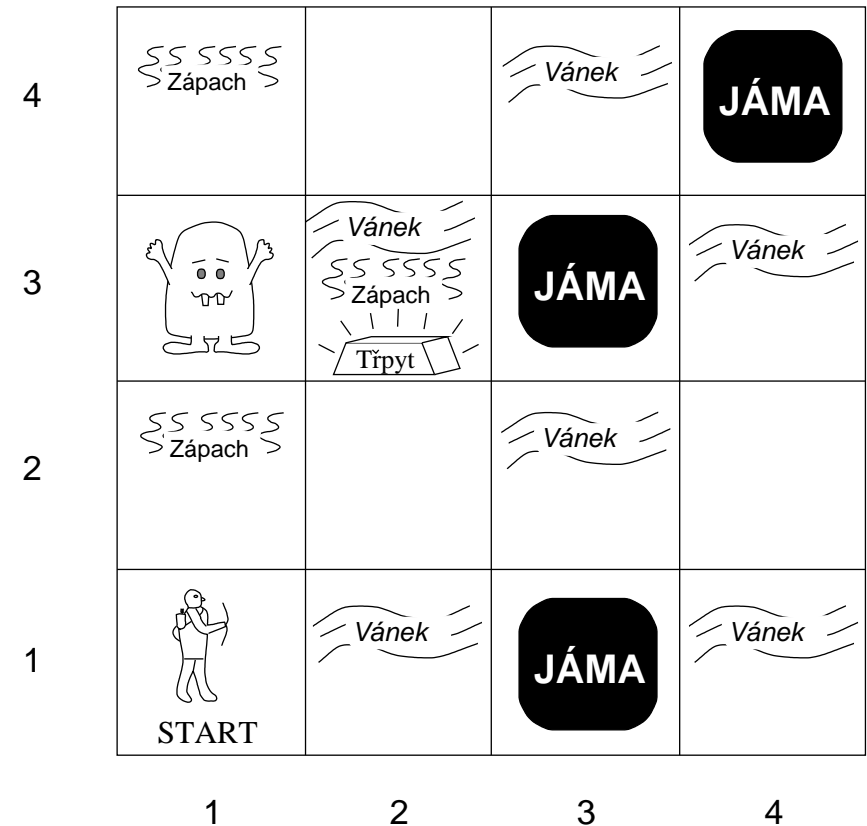 4
Zápach
Vánek
JÁMA
3
Vánek
Zápach
Třpyt
JÁMA
Vánek
2
Zápach
Vánek
1
START
Vánek
JÁMA
Vánek
1 2 3 4